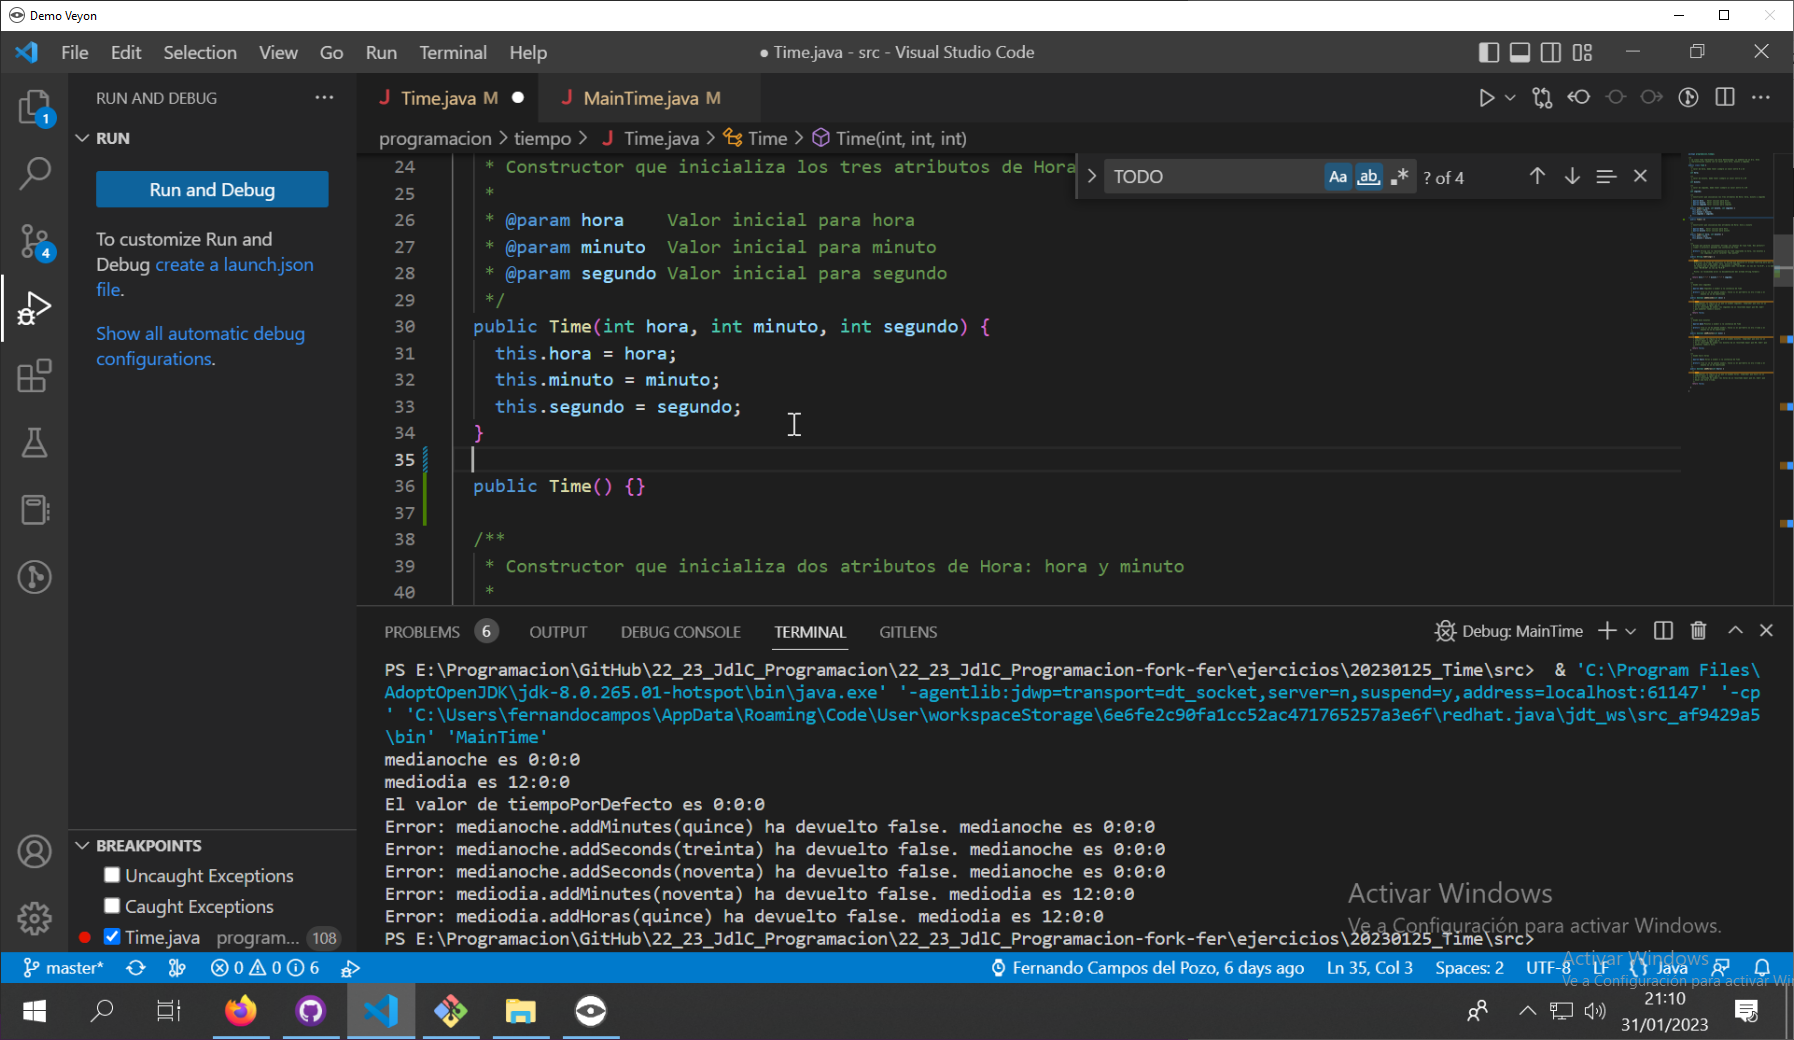 Demo Veyon
File Edit Selection View Go Run Terminal Help
● Time.java - src - Visual Studio Code
RUN AND DEBUG ···
RUN
Run and Debug
To customize Run and
Debug create a launch.json
file.
Show all automatic debug
configurations.
1
4
Time.java M
MainTime.java M
programacion > tiempo > Time.java > Time > Time(int, int, int)
TODO Aa ab .* ? of 4
24 * Constructor que inicializa los tres atributos de Hora
25 *
26 * @param hora    Valor inicial para hora
27 * @param minuto  Valor inicial para minuto
28 * @param segundo Valor inicial para segundo
29 */
30 public Time(int hora, int minuto, int segundo) {
31 this.hora = hora;
32 this.minuto = minuto;
33 this.segundo = segundo;
34 }
35
36 public Time() {}
37
38 /**
39 * Constructor que inicializa dos atributos de Hora: hora y minuto
40 *
PROBLEMS 6 OUTPUT DEBUG CONSOLE TERMINAL GITLENS
Debug: MainTime
PS E:\Programacion\GitHub\22_23_JdlC_Programacion\22_23_JdlC_Programacion-fork-fer\ejercicios\20230125_Time\src>  & 'C:\Program Files\
AdoptOpenJDK\jdk-8.0.265.01-hotspot\bin\java.exe' '-agentlib:jdwp=transport=dt_socket,server=n,suspend=y,address=localhost:61147' '-cp
' 'C:\Users\fernandocampos\AppData\Roaming\Code\User\workspaceStorage\6e6fe2c90fa1cc52ac471765257a3e6f\redhat.java\jdt_ws\src_af9429a5
\bin' 'MainTime'
medianoche es 0:0:0
mediodia es 12:0:0
El valor de tiempoPorDefecto es 0:0:0
Error: medianoche.addMinutes(quince) ha devuelto false. medianoche es 0:0:0
Error: medianoche.addSeconds(treinta) ha devuelto false. medianoche es 0:0:0
Error: medianoche.addSeconds(noventa) ha devuelto false. medianoche es 0:0:0
Error: mediodia.addMinutes(noventa) ha devuelto false. mediodia es 12:0:0
Error: mediodia.addHoras(quince) ha devuelto false. mediodia es 12:0:0
PS E:\Programacion\GitHub\22_23_JdlC_Programacion\22_23_JdlC_Programacion-fork-fer\ejercicios\20230125_Time\src>
BREAKPOINTS
Uncaught Exceptions
Caught Exceptions
Time.java program... 108
Activar Windows
Ve a Configuración para activar Windows.
master* 0 0 6
Fernando Campos del Pozo, 6 days ago Ln 35, Col 3 Spaces: 2 UTF-8 LF {} Java
Activar Windows
Ve a Configuración para activar Wi
21:10
31/01/2023